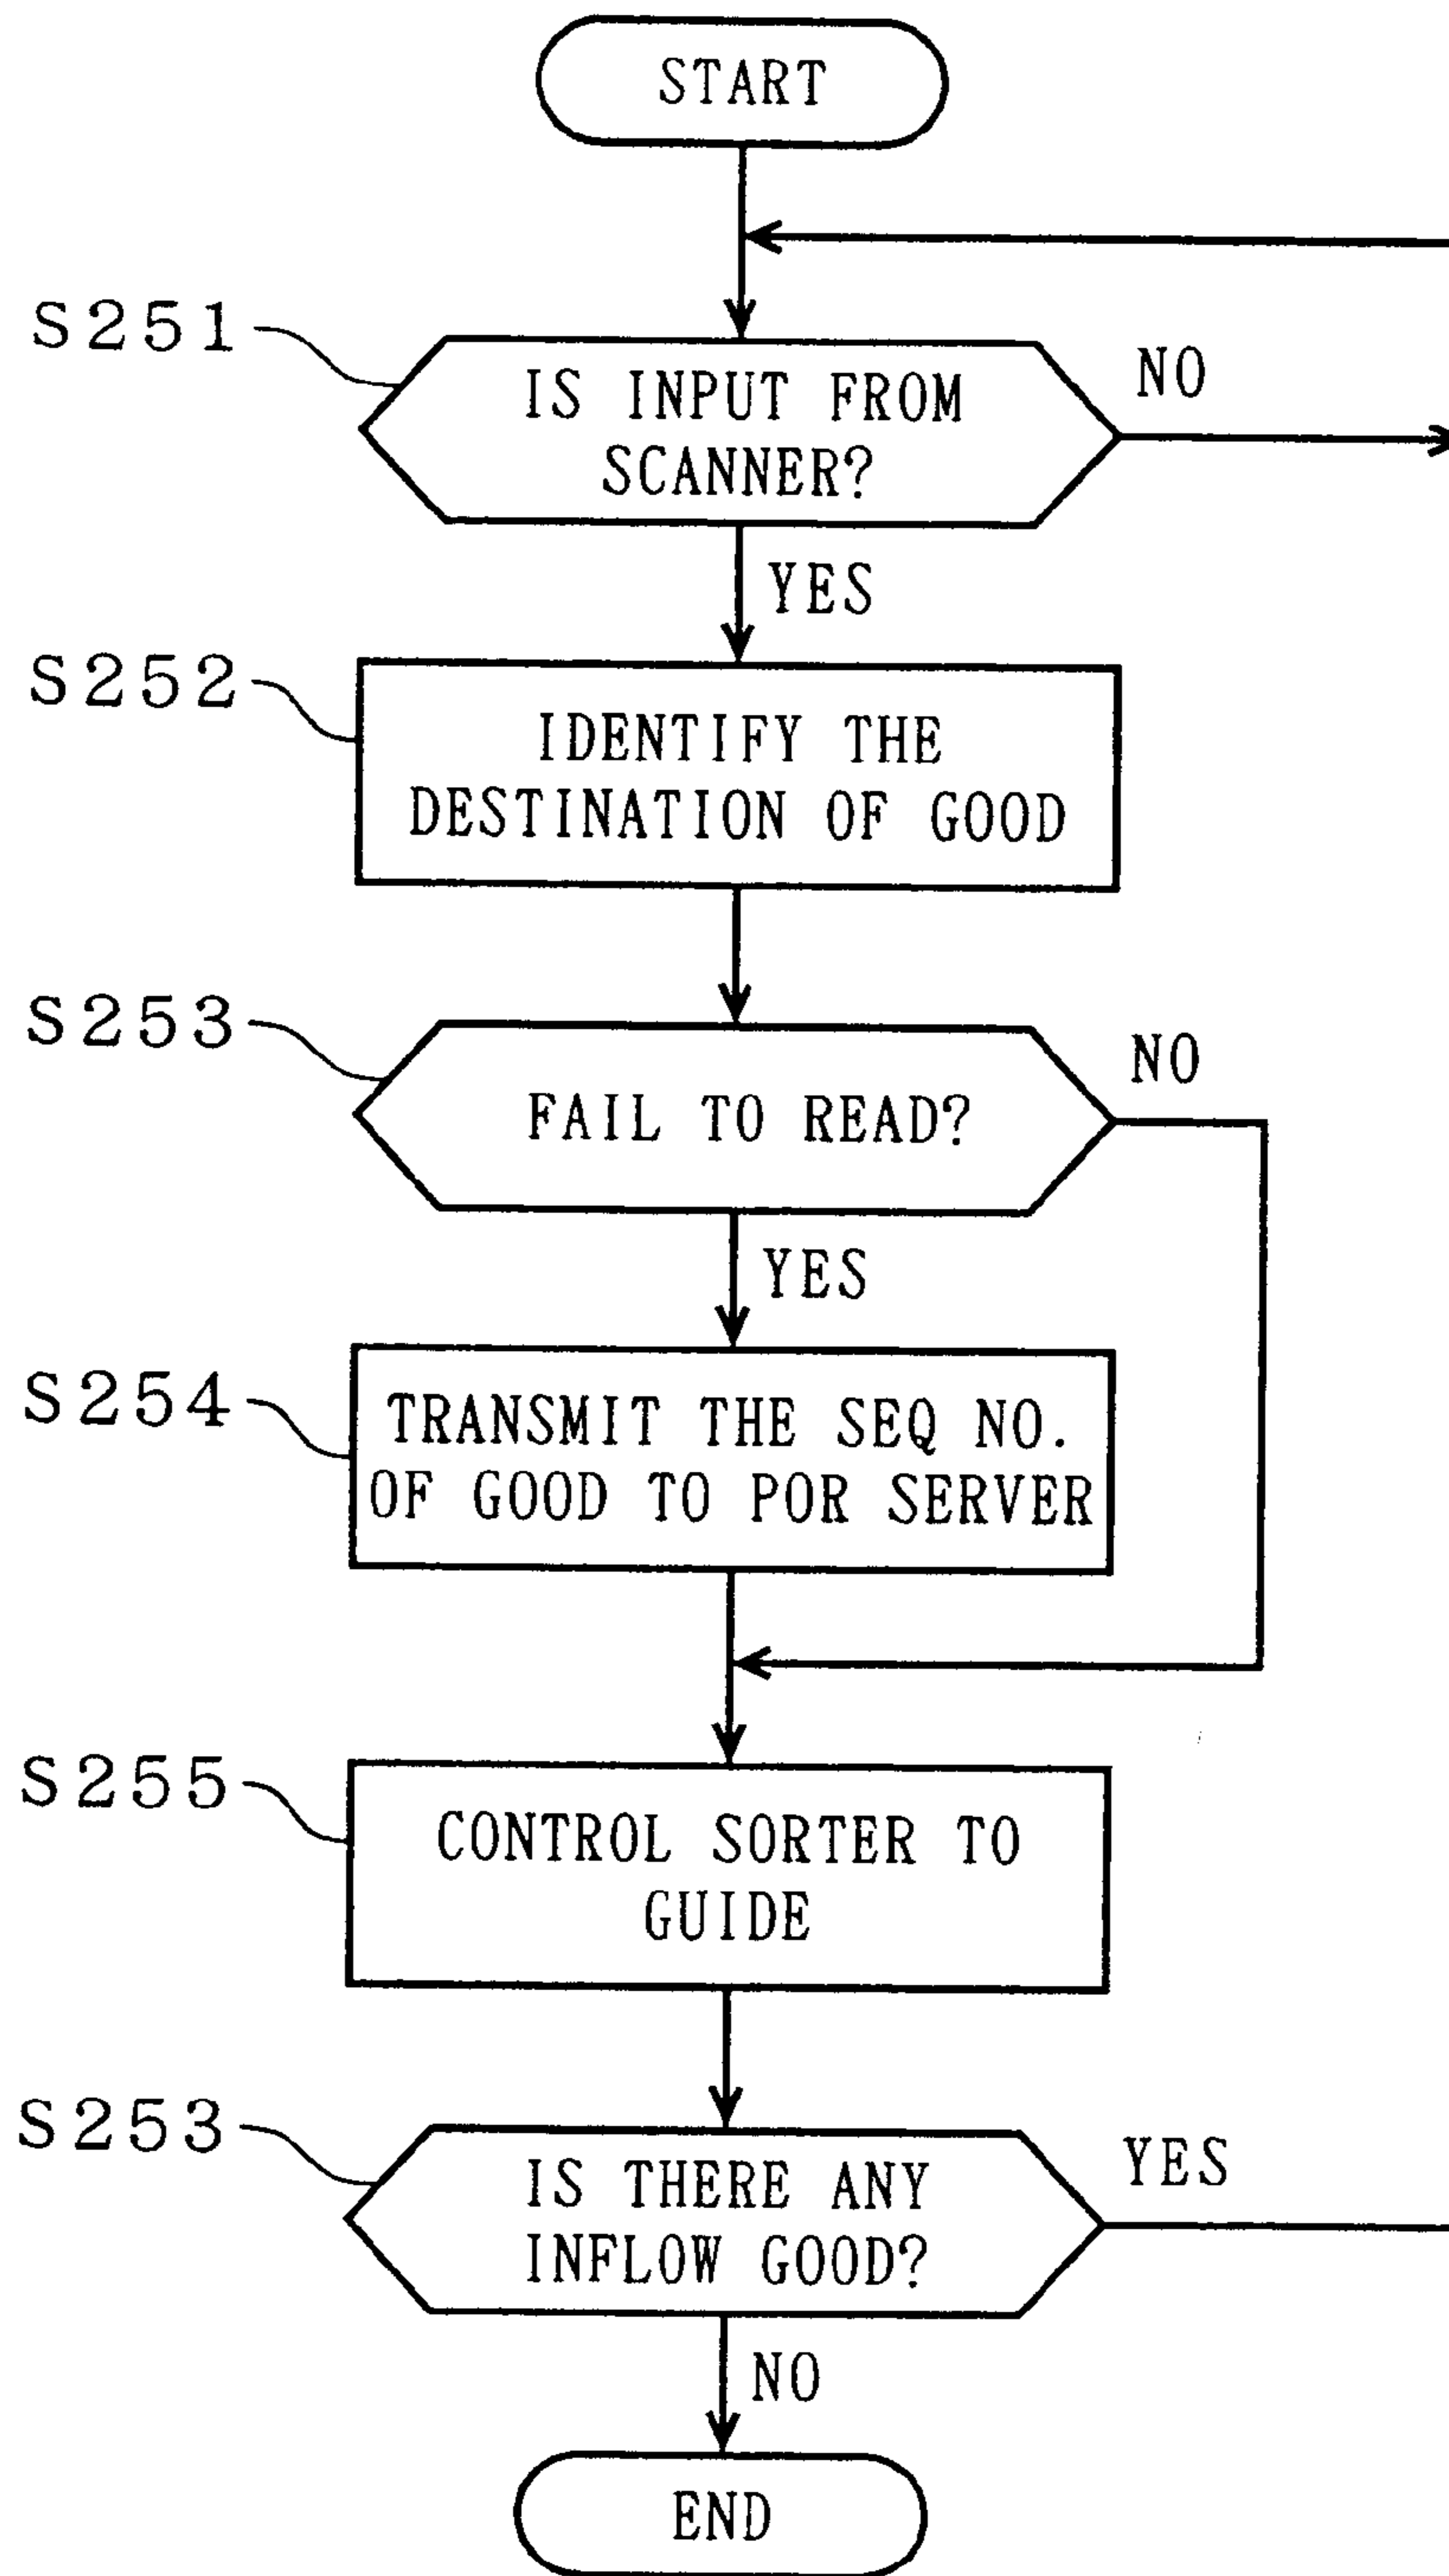 START
S251
IS INPUT FROM
SCANNER?
NO
YES
S252
IDENTIFY THE
DESTINATION OF GOOD
S253
FAIL TO READ?
NO
YES
S254
TRANSMIT THE SEQ NO.
OF GOOD TO POR SERVER
S255
CONTROL SORTER TO
GUIDE
S253
IS THERE ANY
INFLOW GOOD?
YES
NO
END